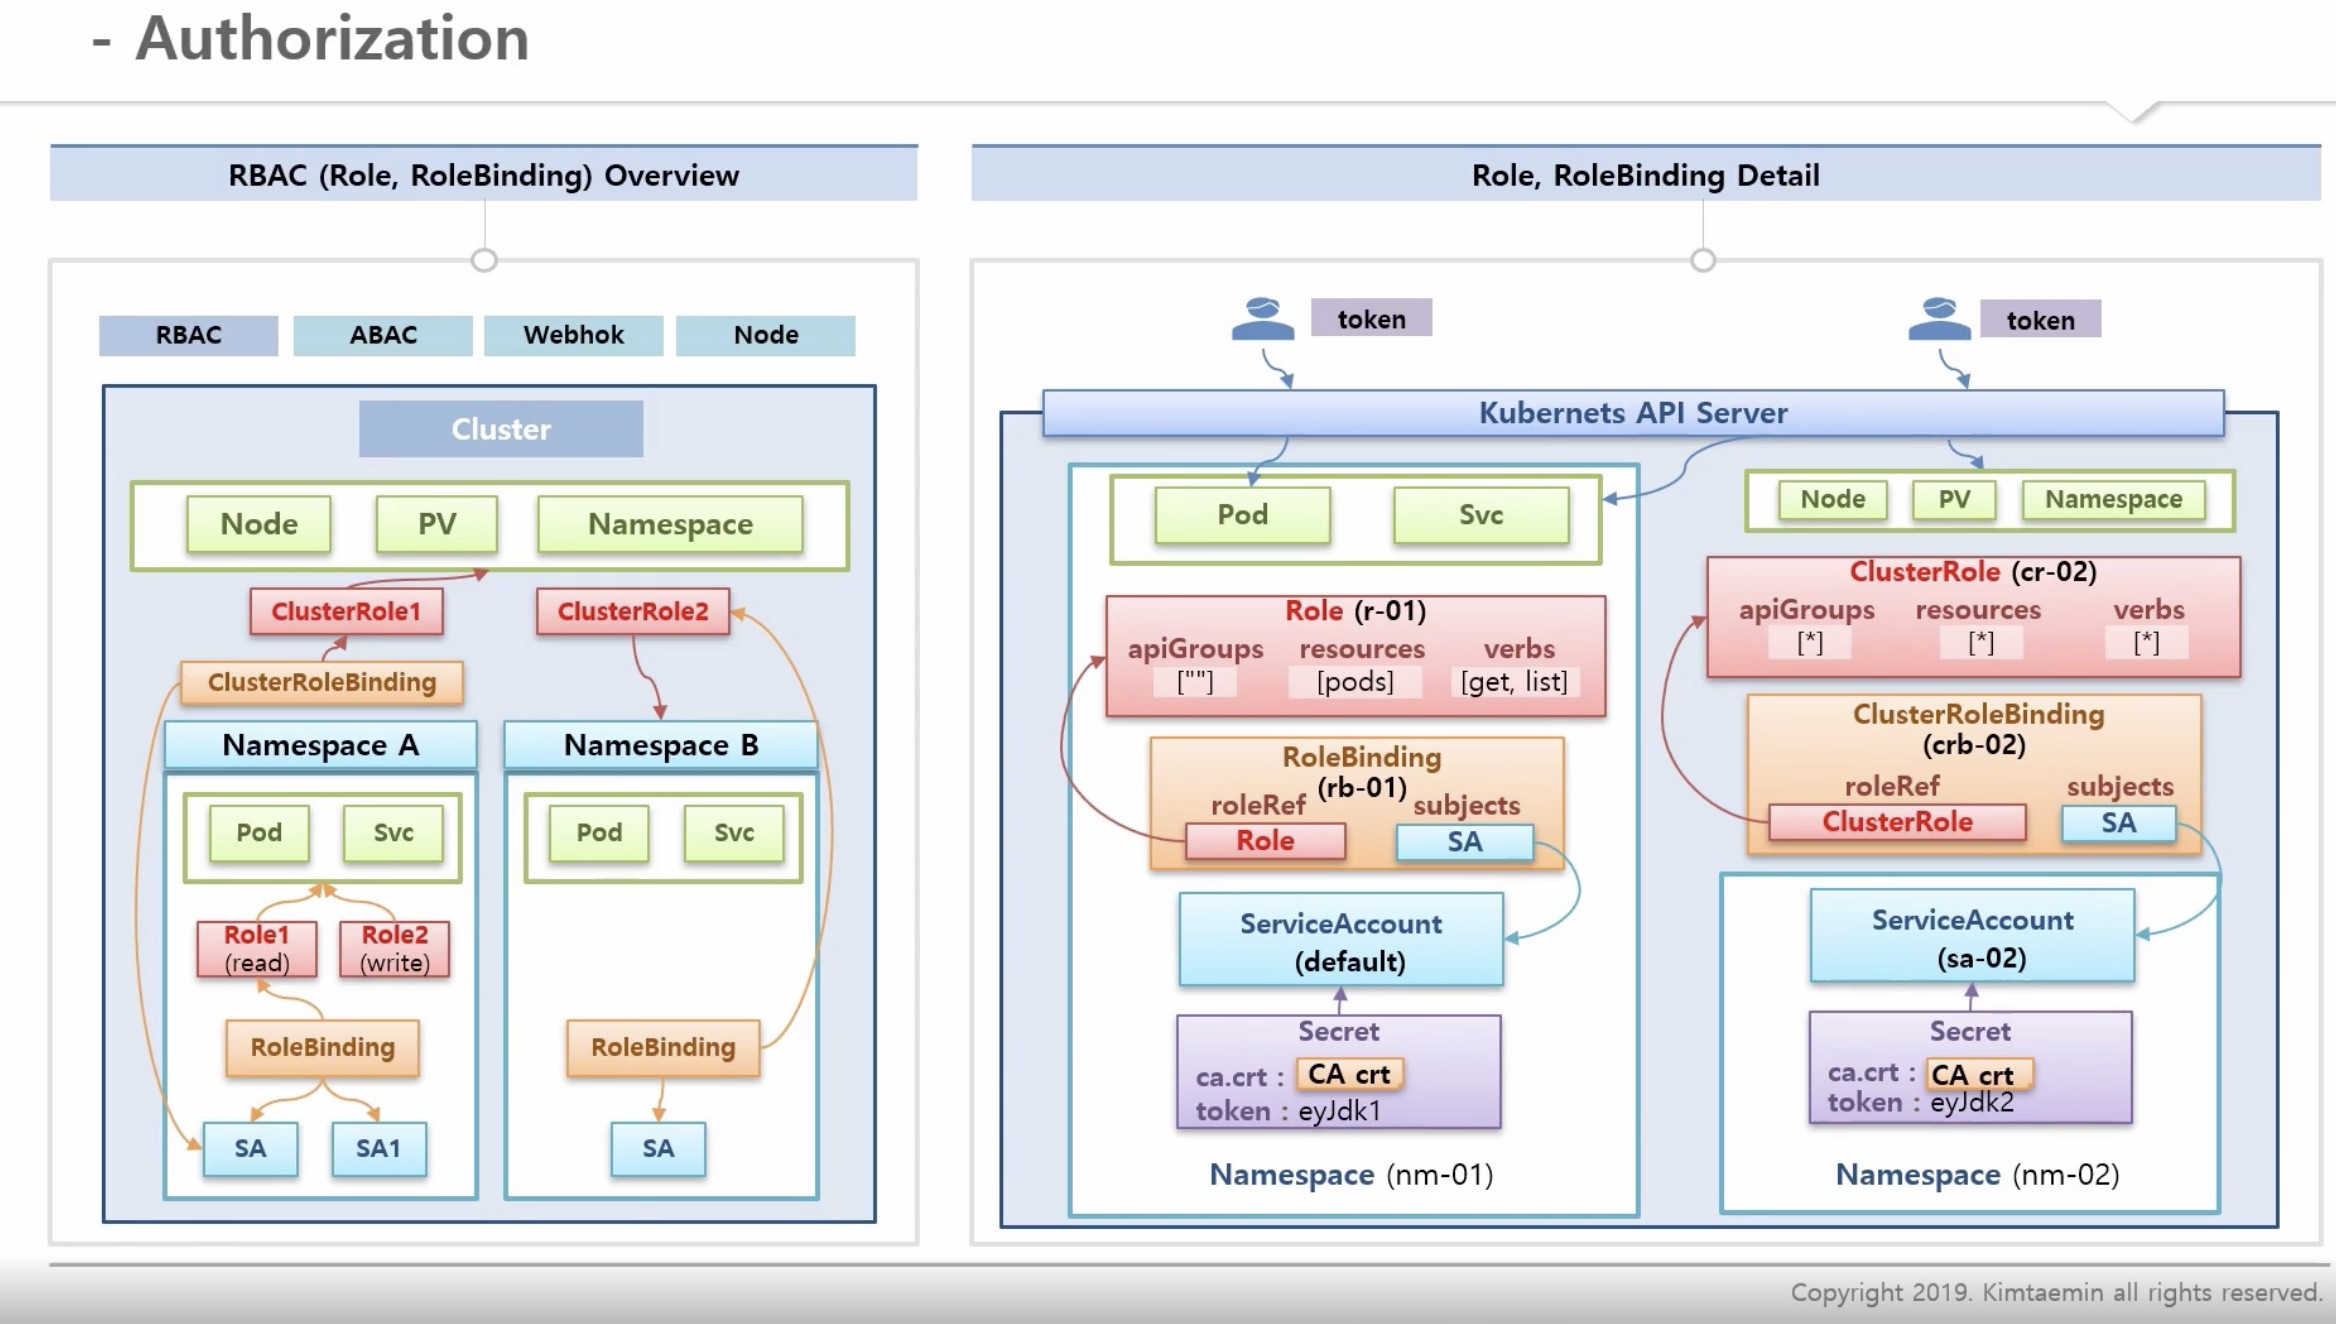 - Authorization
RBAC (Role, RoleBinding) Overview
RBAC
ABAC
Webhok
Node
Cluster
Node
PV
Namespace
ClusterRole1
ClusterRole2
ClusterRoleBinding
Namespace A
Namespace B
Pod
Svc
Pod
Svc
Role1
(read)
Role2
(write)
RoleBinding
RoleBinding
SA
SA1
SA
Role, RoleBinding Detail
token
token
Kubernets API Server
Pod
Svc
Role (r-01)
apiGroups
resources
verbs
[""]
[pods]
[get, list]
RoleBinding
(rb-01)
roleRef
subjects
Role
SA
ServiceAccount
(default)
Secret
ca.crt : CA crt
token : eyJdk1
Namespace (nm-01)
Node
PV
Namespace
ClusterRole (cr-02)
apiGroups
resources
verbs
[*]
[*]
[*]
ClusterRoleBinding
(crb-02)
roleRef
subjects
ClusterRole
SA
ServiceAccount
(sa-02)
Secret
ca.crt : CA crt
token : eyJdk2
Namespace (nm-02)
Copyright 2019. Kimtaemin all rights reserved.